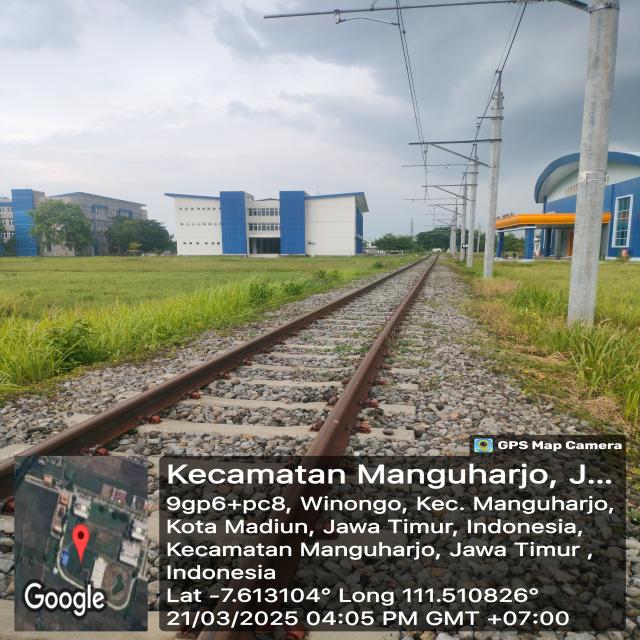 GPS Map Camera
Kecamatan Manguharjo, J...
9gp6+pc8, Winongo, Kec. Manguharjo,
Kota Madiun, Jawa Timur, Indonesia,
Kecamatan Manguharjo, Jawa Timur ,
Indonesia
Lat -7.613104° Long 111.510826°
21/03/2025 04:05 PM GMT +07:00
Google